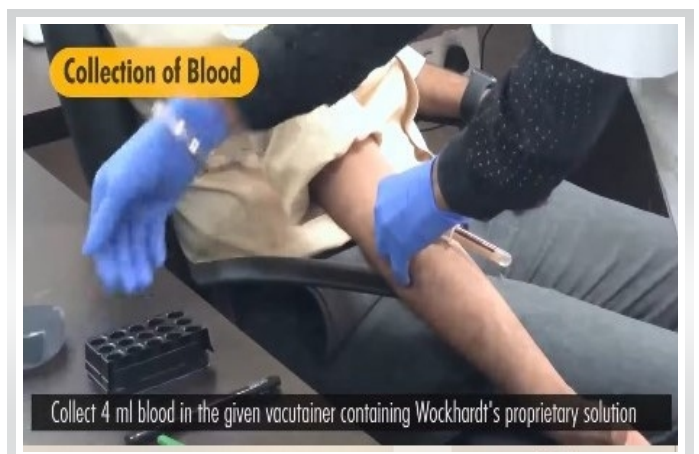 Collection of Blood
Collect 4 ml blood in the given vacutainer containing Wockhardt's proprietary solution